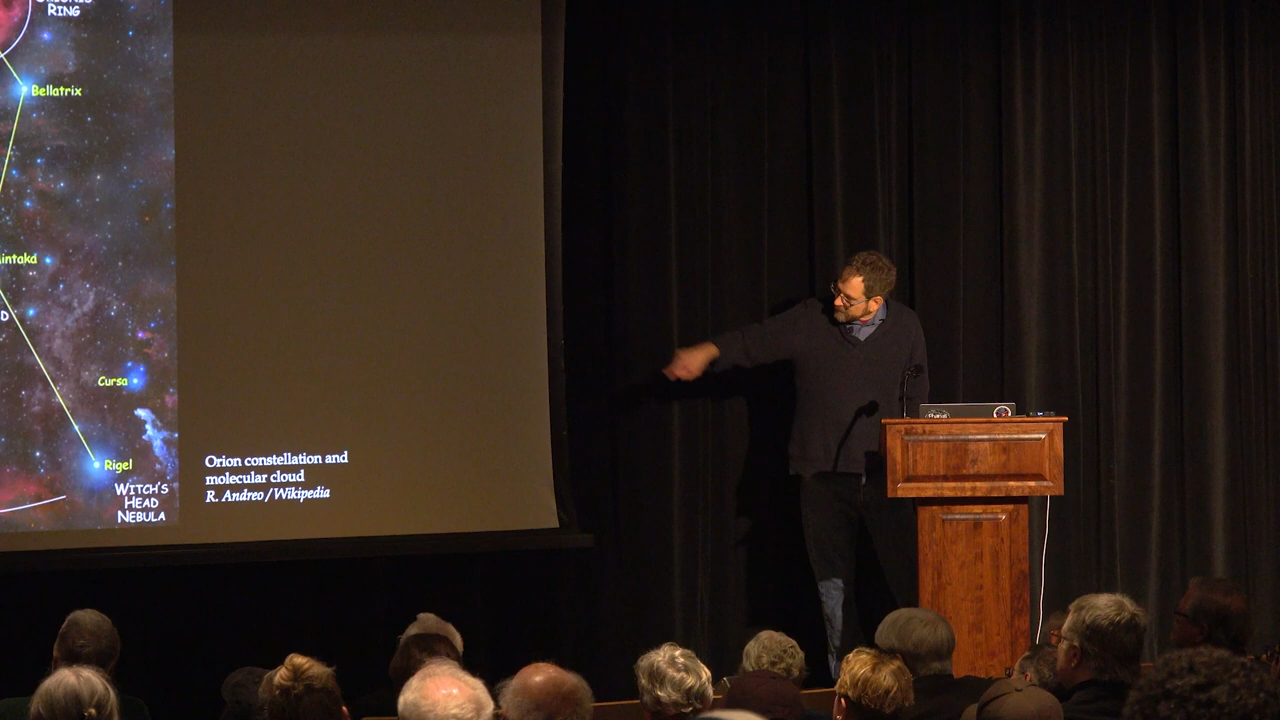 RING
Bellatrix
intaka
D
Cursa
Rigel
WITCH'S
HEAD
NEBULA
Orion constellation and
molecular cloud
R. Andreo / Wikipedia